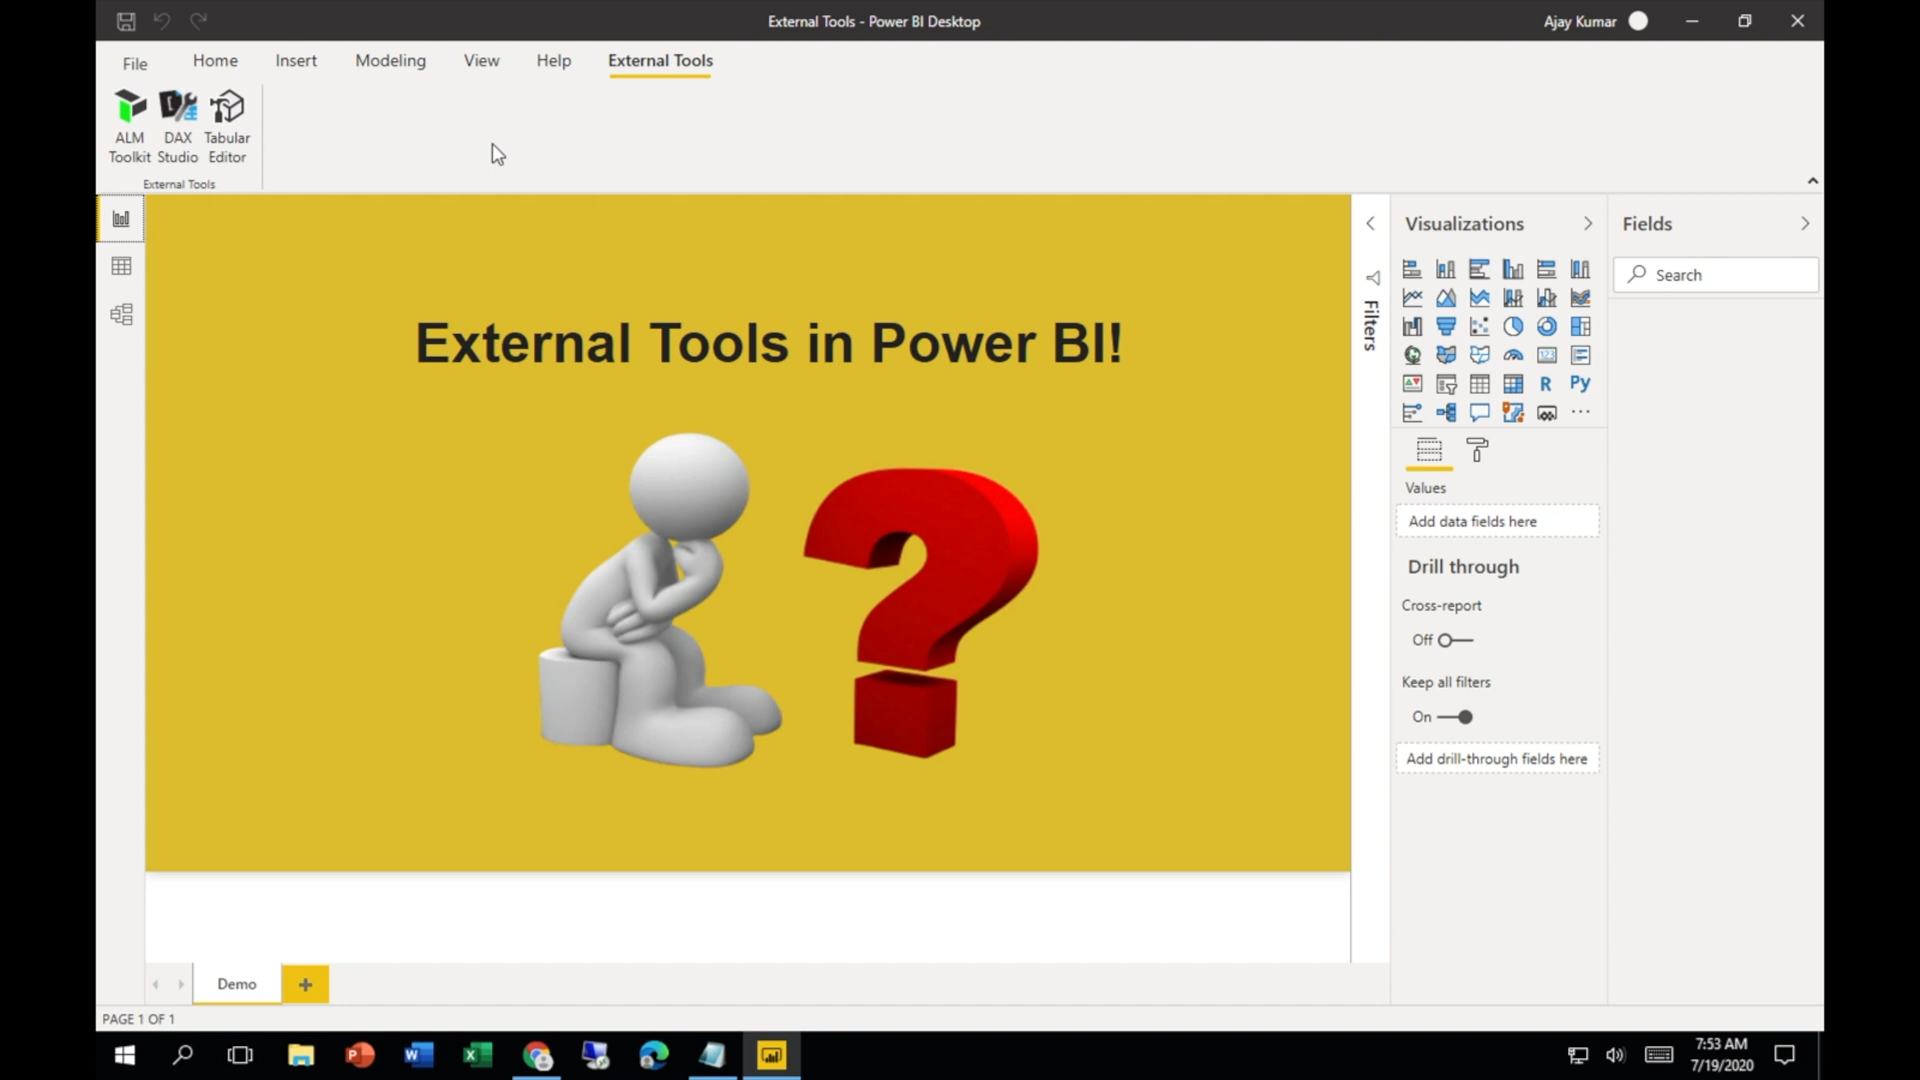 External Tools - Power BI Desktop
Ajay Kumar
File Home Insert Modeling View Help External Tools
ALM Toolkit
DAX Studio
Tabular Editor
External Tools
External Tools in Power BI!
Filters
Visualizations
Fields
Search
123
R
Py
Values
Add data fields here
Drill through
Cross-report
Off
Keep all filters
On
Add drill-through fields here
Demo
PAGE 1 OF 1
7:53 AM
7/19/2020